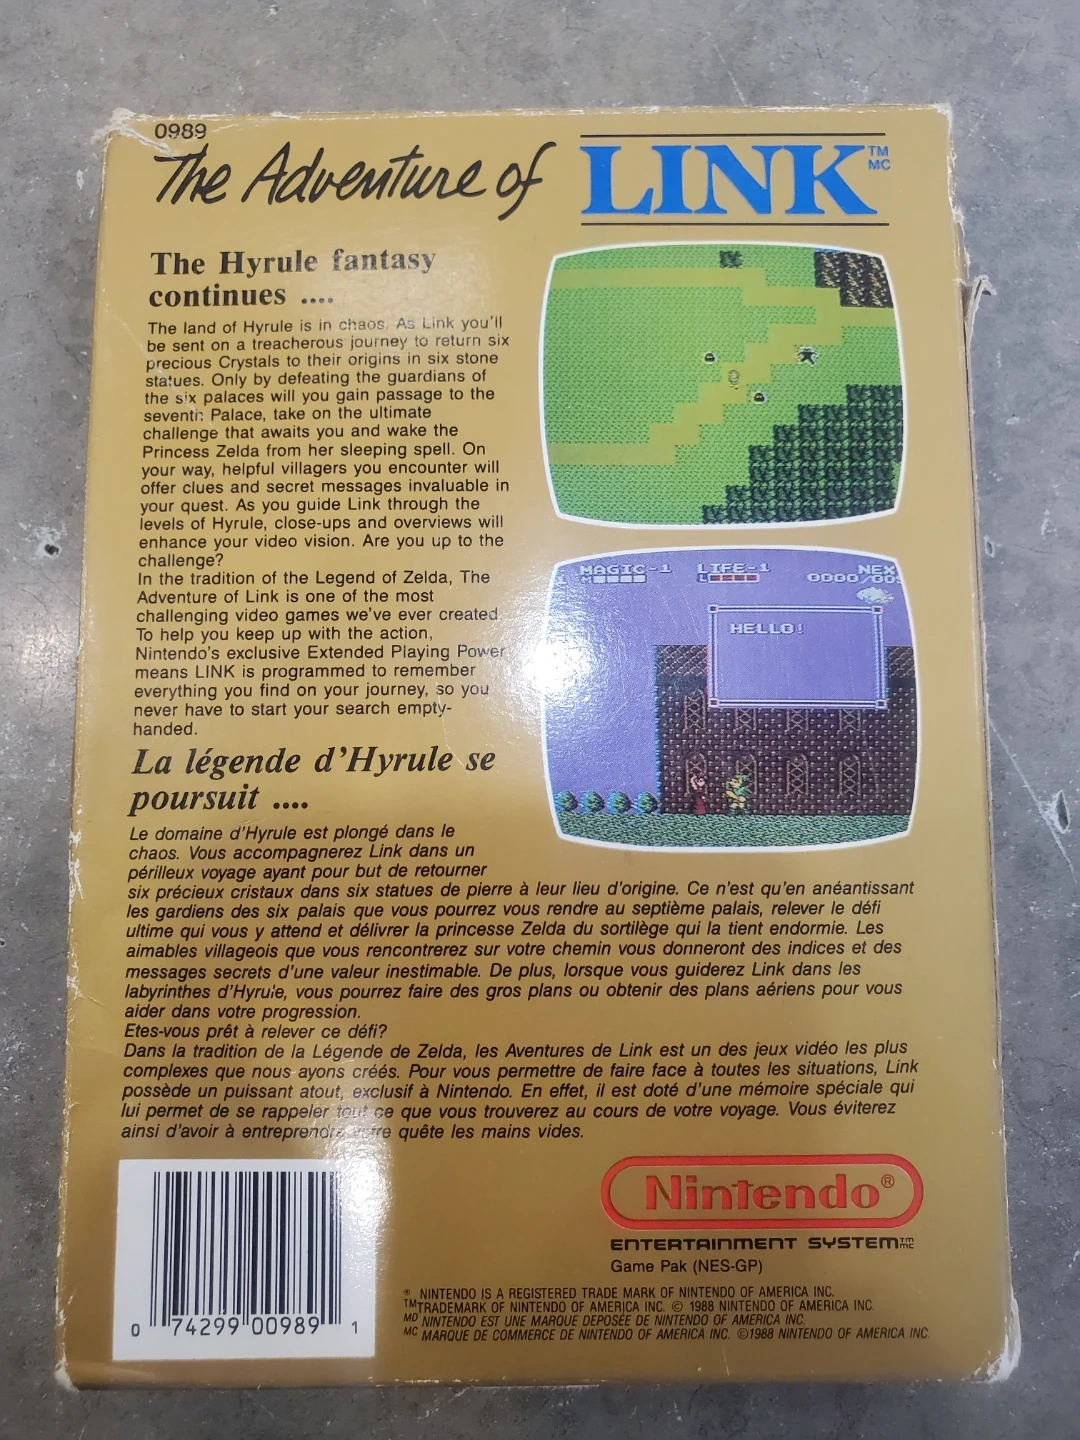 0989
The Adventure of LINK TM
MC
The Hyrule fantasy
continues ....
The land of Hyrule is in chaos. As Link you'll
be sent on a treacherous journey to return six
precious Crystals to their origins in six stone
statues. Only by defeating the guardians of
the six palaces will you gain passage to the
seventh Palace, take on the ultimate
challenge that awaits you and wake the
Princess Zelda from her sleeping spell. On
your way, helpful villagers you encounter will
offer clues and secret messages invaluable in
your quest. As you guide Link through the
levels of Hyrule, close-ups and overviews will
enhance your video vision. Are you up to the
challenge?
In the tradition of the Legend of Zelda, The
Adventure of Link is one of the most
challenging video games we've ever created.
To help you keep up with the action,
Nintendo's exclusive Extended Playing Power
means LINK is programmed to remember
everything you find on your journey, so you
never have to start your search empty-
handed.
MAGIC-1 LIFE-1 NEX
0000/00
HELLO!
La légende d'Hyrule se
poursuit ....
Le domaine d'Hyrule est plongé dans le
chaos. Vous accompagnerez Link dans un
périlleux voyage ayant pour but de retourner
six précieux cristaux dans six statues de pierre à leur lieu d'origine. Ce n'est qu'en anéantissant
les gardiens des six palais que vous pourrez vous rendre au septième palais, relever le défi
ultime qui vous y attend et délivrer la princesse Zelda du sortilège qui la tient endormie. Les
aimables villageois que vous rencontrerez sur votre chemin vous donneront des indices et des
messages secrets d'une valeur inestimable. De plus, lorsque vous guiderez Link dans les
labyrinthes d'Hyrule, vous pourrez faire des gros plans ou obtenir des plans aériens pour vous
aider dans votre progression.
Etes-vous prêt à relever ce défi?
Dans la tradition de la Légende de Zelda, les Aventures de Link est un des jeux vidéo les plus
complexes que nous ayons créés. Pour vous permettre de faire face à toutes les situations, Link
possède un puissant atout, exclusif à Nintendo. En effet, il est doté d'une mémoire spéciale qui
lui permet de se rappeler tout ce que vous trouverez au cours de votre voyage. Vous éviterez
ainsi d'avoir à entreprendre quête les mains vides.
Nintendo®
ENTERTAINMENT SYSTEM TM
MC
Game Pak (NES-GP)
® NINTENDO IS A REGISTERED TRADE MARK OF NINTENDO OF AMERICA INC.
TM TRADEMARK OF NINTENDO OF AMERICA INC. © 1988 NINTENDO OF AMERICA INC.
MD NINTENDO EST UNE MARQUE DEPOSÉE DE NINTENDO OF AMERICA INC.
MC MARQUE DE COMMERCE DE NINTENDO OF AMERICA INC. ©1988 NINTENDO OF AMERICA INC.
0 74299 00989 1